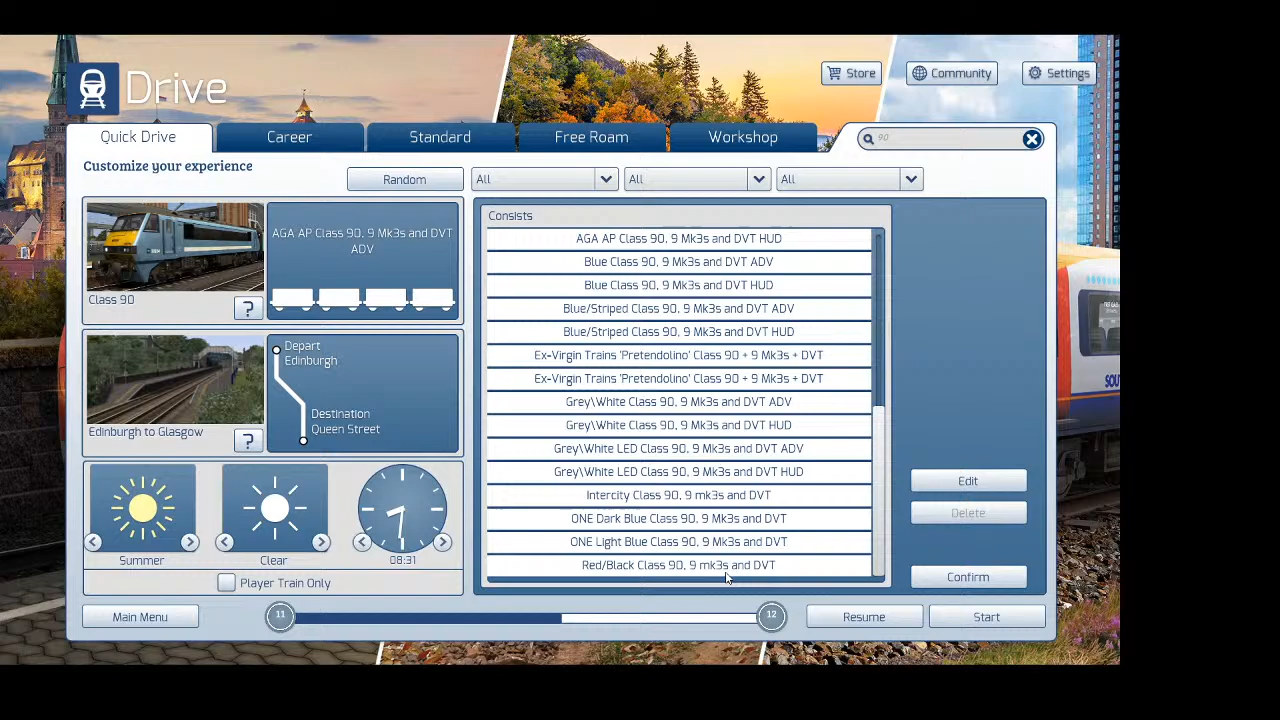 Drive
Store
Community
Settings
Quick Drive
Career
Standard
Free Roam
Workshop
90
Customize your experience
Random
All
All
All
AGA AP Class 90, 9 Mk3s and DVT
ADV
Class 90
?
Depart
Edinburgh
Destination
Queen Street
Edinburgh to Glasgow
?
Summer
Clear
08:31
Player Train Only
Consists
AGA AP Class 90, 9 Mk3s and DVT HUD
Blue Class 90, 9 Mk3s and DVT ADV
Blue Class 90, 9 Mk3s and DVT HUD
Blue/Striped Class 90, 9 Mk3s and DVT ADV
Blue/Striped Class 90, 9 Mk3s and DVT HUD
Ex-Virgin Trains 'Pretendolino' Class 90 + 9 Mk3s + DVT
Ex-Virgin Trains 'Pretendolino' Class 90 + 9 Mk3s + DVT
Grey\White Class 90, 9 Mk3s and DVT ADV
Grey\White Class 90, 9 Mk3s and DVT HUD
Grey\White LED Class 90, 9 Mk3s and DVT ADV
Grey\White LED Class 90, 9 Mk3s and DVT HUD
Intercity Class 90, 9 mk3s and DVT
ONE Dark Blue Class 90, 9 Mk3s and DVT
ONE Light Blue Class 90, 9 Mk3s and DVT
Red/Black Class 90, 9 mk3s and DVT
Edit
Delete
Confirm
Main Menu
11
12
Resume
Start